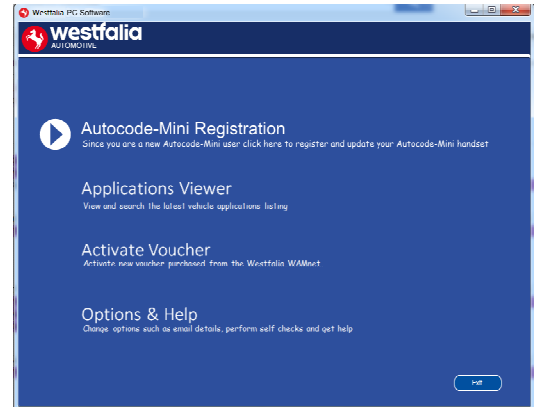 Westfalia PC Software
westfalia
AUTOMOTIVE
Autocode-Mini Registration
Since you are a new Autocode-Mini user click here to register and update your Autocode-Mini handset
Applications Viewer
View and search the latest vehicle applications listing
Activate Voucher
Activate new voucher purchased from the Westfalia WAMnet
Options & Help
Change options such as email details, perform self checks and get help
Exit